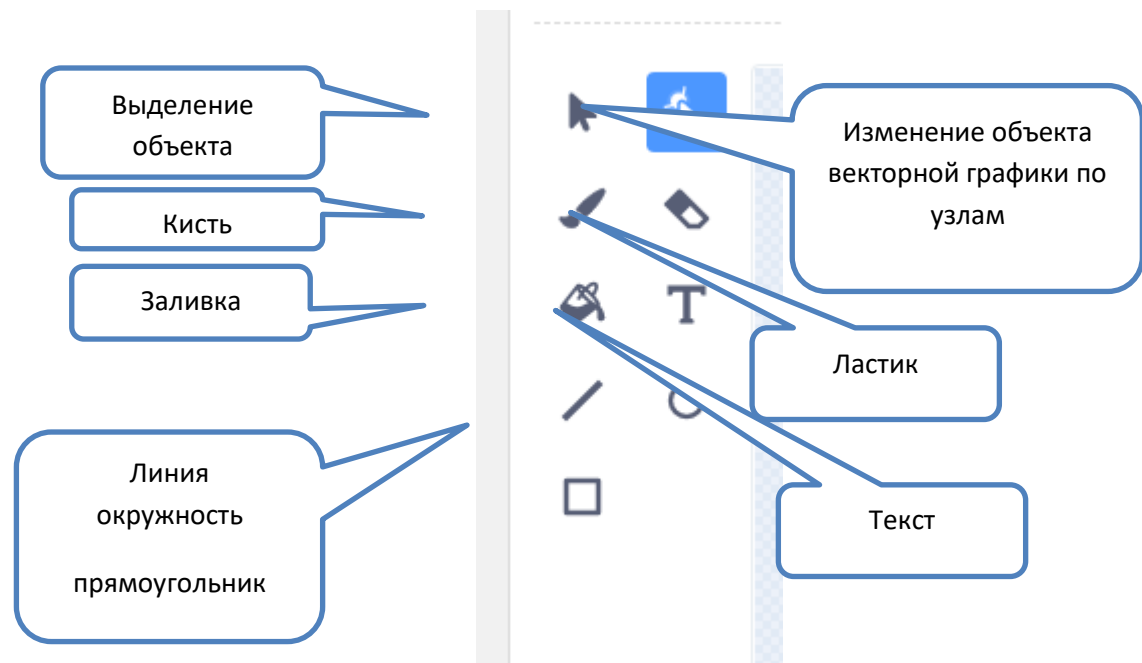 Выделение
объекта
Кисть
Заливка
Линия
окружность
прямоугольник
Изменение объекта
векторной графики по
узлам
Ластик
Текст
T